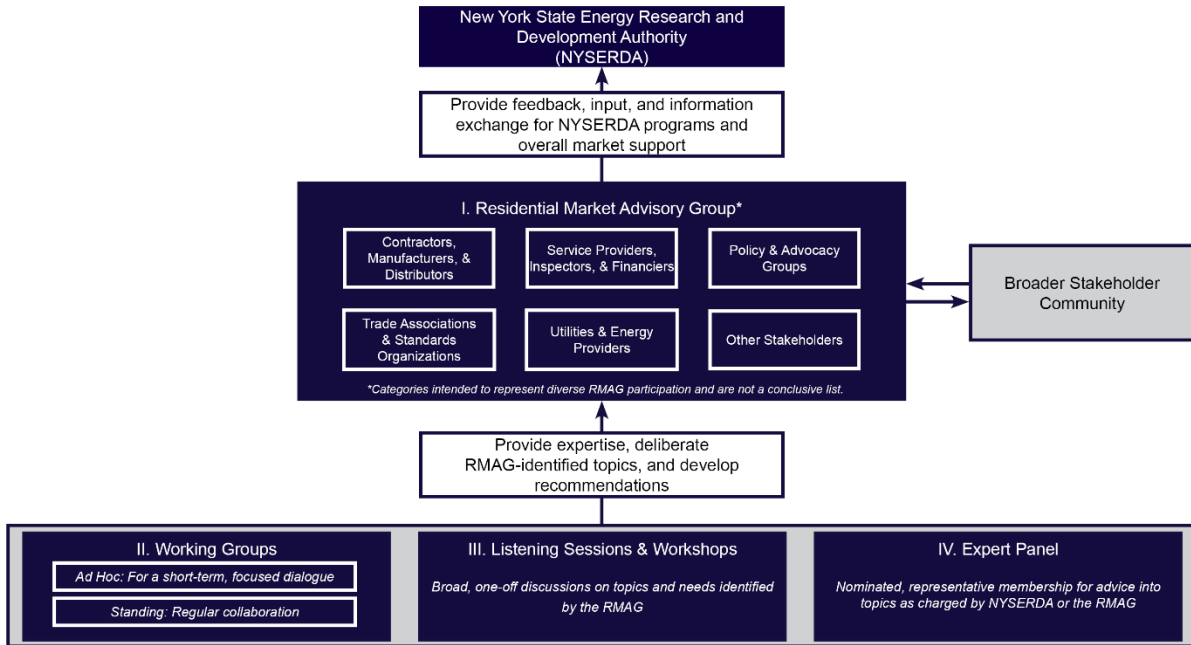 New York State Energy Research and
Development Authority
(NYSERDA)
Provide feedback, input, and information
exchange for NYSERDA programs and
overall market support
I. Residential Market Advisory Group*
Contractors,
Manufacturers, &
Distributors
Service Providers,
Inspectors, & Financiers
Policy & Advocacy
Groups
Trade Associations
& Standards
Organizations
Utilities & Energy
Providers
Other Stakeholders
*Categories intended to represent diverse RMAG participation and are not a conclusive list.
Broader Stakeholder
Community
Provide expertise, deliberate
RMAG-identified topics, and develop
recommendations
II. Working Groups
Ad Hoc: For a short-term, focused dialogue
Standing: Regular collaboration
III. Listening Sessions & Workshops
Broad, one-off discussions on topics and needs identified
by the RMAG
IV. Expert Panel
Nominated, representative membership for advice into
topics as charged by NYSERDA or the RMAG